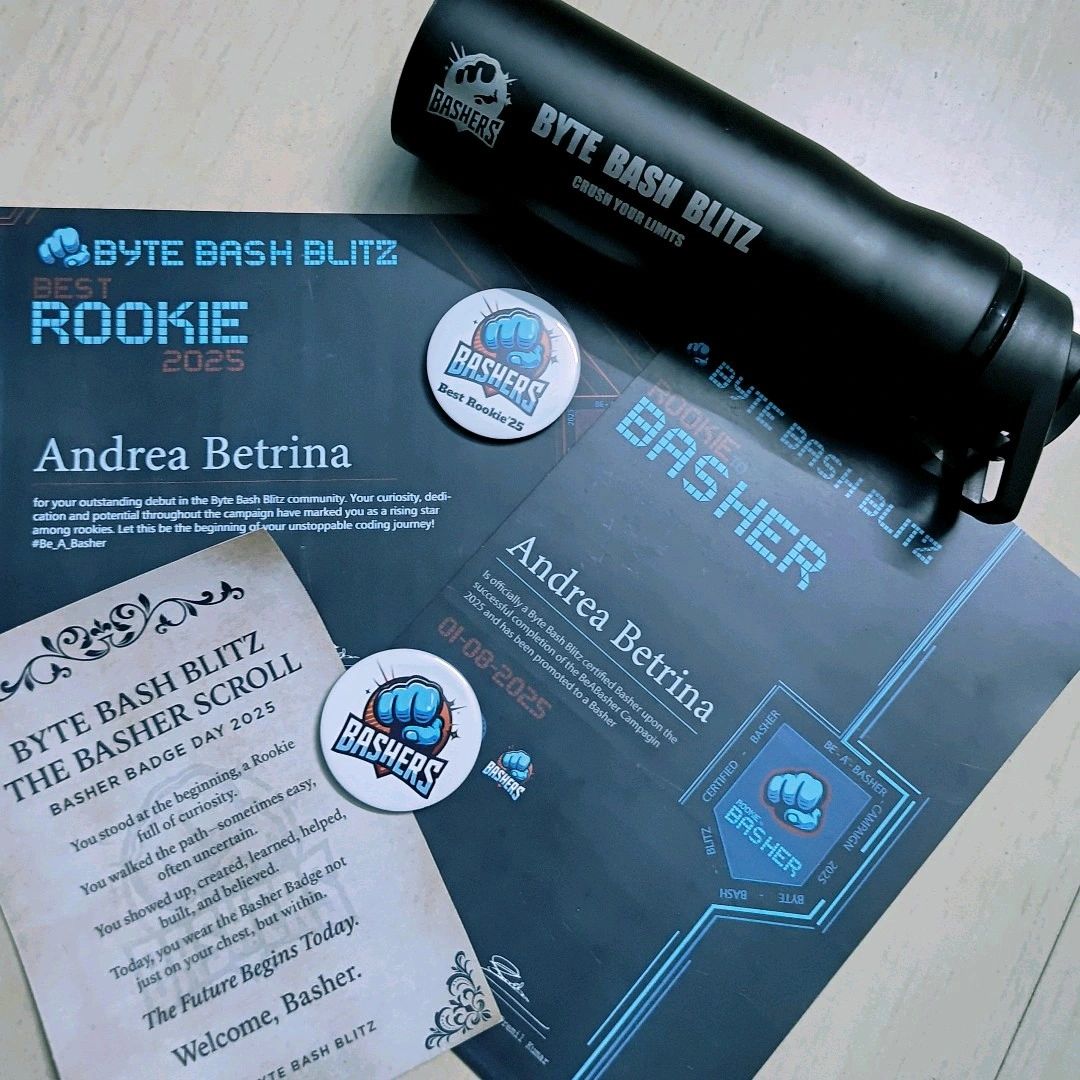 BASHERS
BYTE BASH BLITZ
CRUSH YOUR LIMITS
BYTE BASH BLITZ
BEST
ROOKIE
2025
Andrea Betrina
for your outstanding debut in the Byte Bash Blitz community. Your curiosity, dedi-
cation and potential throughout the campaign have marked you as a rising star
among rookies. Let this be the beginning of your unstoppable coding journey!
#Be_A_Basher
BASHERS
Best Rookie'25
2025
BE-
BYTE BASH BLITZ
ROOKIE
BASHER
Andrea Betrina
Is officially a Byte Bash Blitz certified Basher upon the
successful completion of the BeABasher Campaign
2025 and has been promoted to a Basher
01-08-2025
BASHERS
CERTIFIED - BASHER
BE - A - BASHER - CAMPAIGN
2025
BYTE - BASH - BLITZ
ROOKIE
BASHER
Kumar
BASHERS
BYTE BASH BLITZ
THE BASHER SCROLL
BASHER BADGE DAY 2025
You stood at the beginning, a Rookie
full of curiosity.
You walked the path—sometimes easy,
often uncertain.
You showed up, created, learned, helped,
built, and believed.
Today, you wear the Basher Badge not
just on your chest, but within.
The Future Begins Today.
Welcome, Basher.
YTE BASH BLITZ